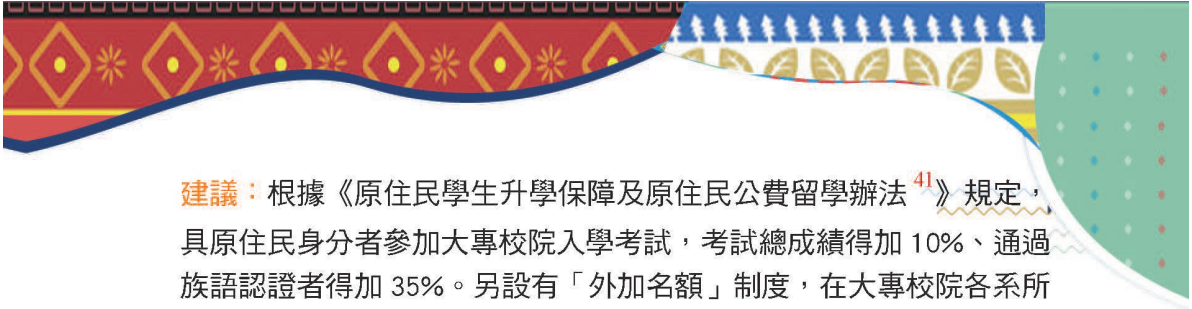 建議：根據《原住民學生升學保障及原住民公費留學辦法41》規定，
具原住民身分者參加大專校院入學考試，考試總成績得加 10%、通過
族語認證者得加 35%。另設有「外加名額」制度，在大專校院各系所